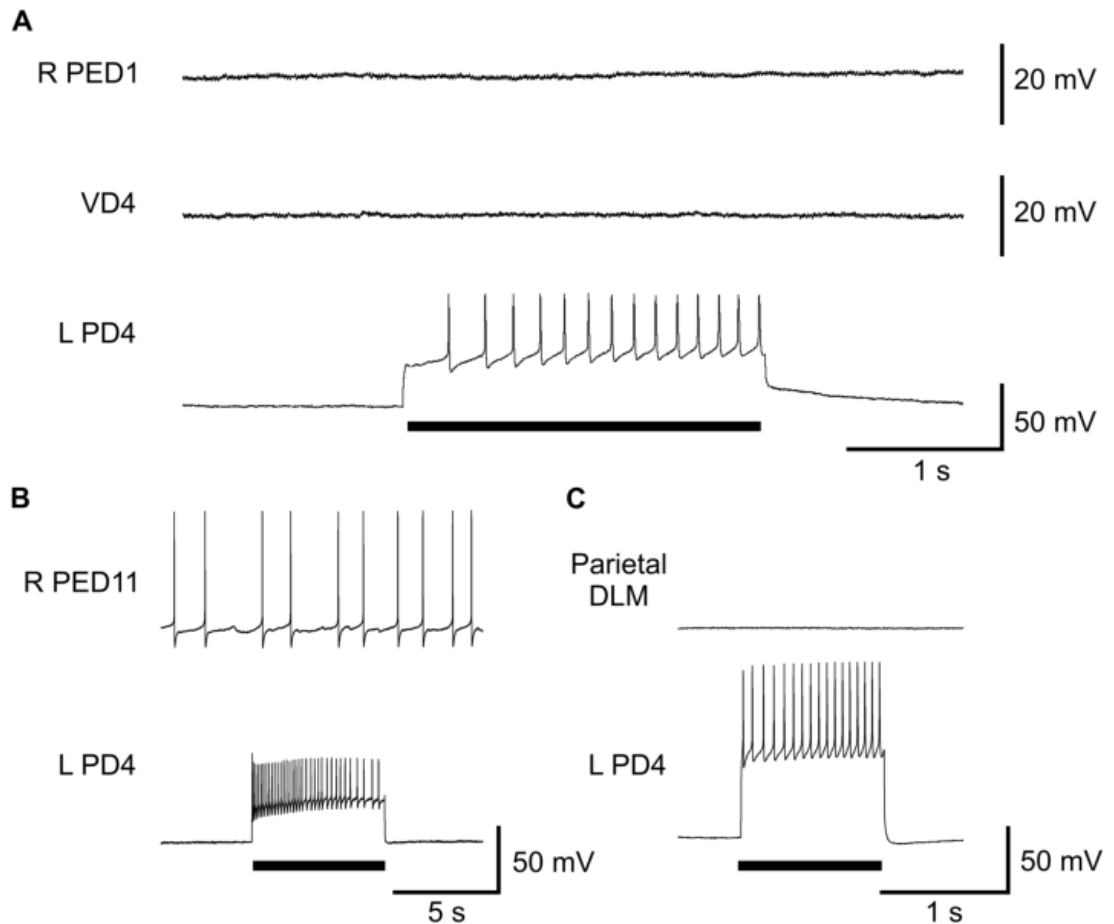 A
R PED1
20 mV
VD4
20 mV
L PD4
50 mV
1 s
B
R PED11
L PD4
50 mV
5 s
C
Parietal
DLM
L PD4
50 mV
1 s